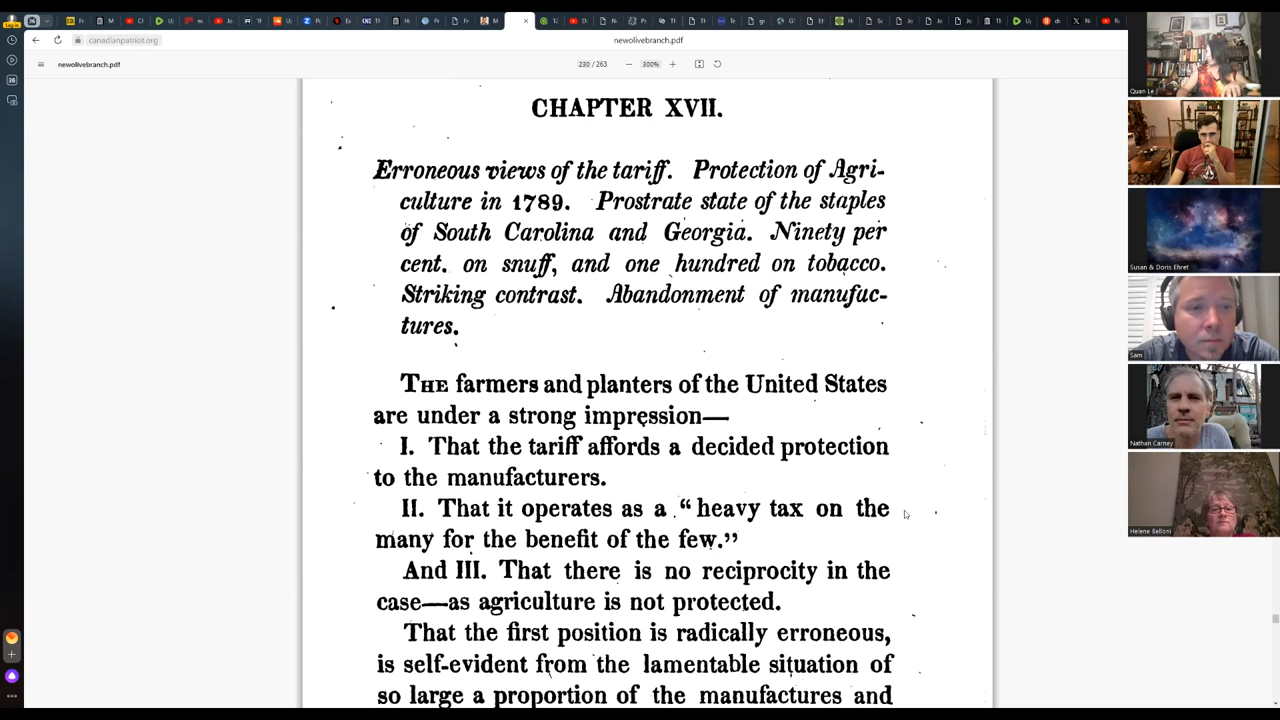 canadianpatriot.org
newolivebranch.pdf
newolivebranch.pdf
230 / 263
300%
CHAPTER XVII.
Erroneous views of the tariff. Protection of Agri-
culture in 1789. Prostrate state of the staples
of South Carolina and Georgia. Ninety per
cent. on snuff, and one hundred on tobacco.
Striking contrast. Abandonment of manufac-
tures.
THE farmers and planters of the United States
are under a strong impression—
I. That the tariff affords a decided protection
to the manufacturers.
II. That it operates as a “heavy tax on the
many for the benefit of the few.”
And III. That there is no reciprocity in the
case—as agriculture is not protected.
That the first position is radically erroneous,
is self-evident from the lamentable situation of
so large a proportion of the manufactures and
Quan Le
Susan & Doris Ehret
Sam
Nathan Carney
Helene Belloni